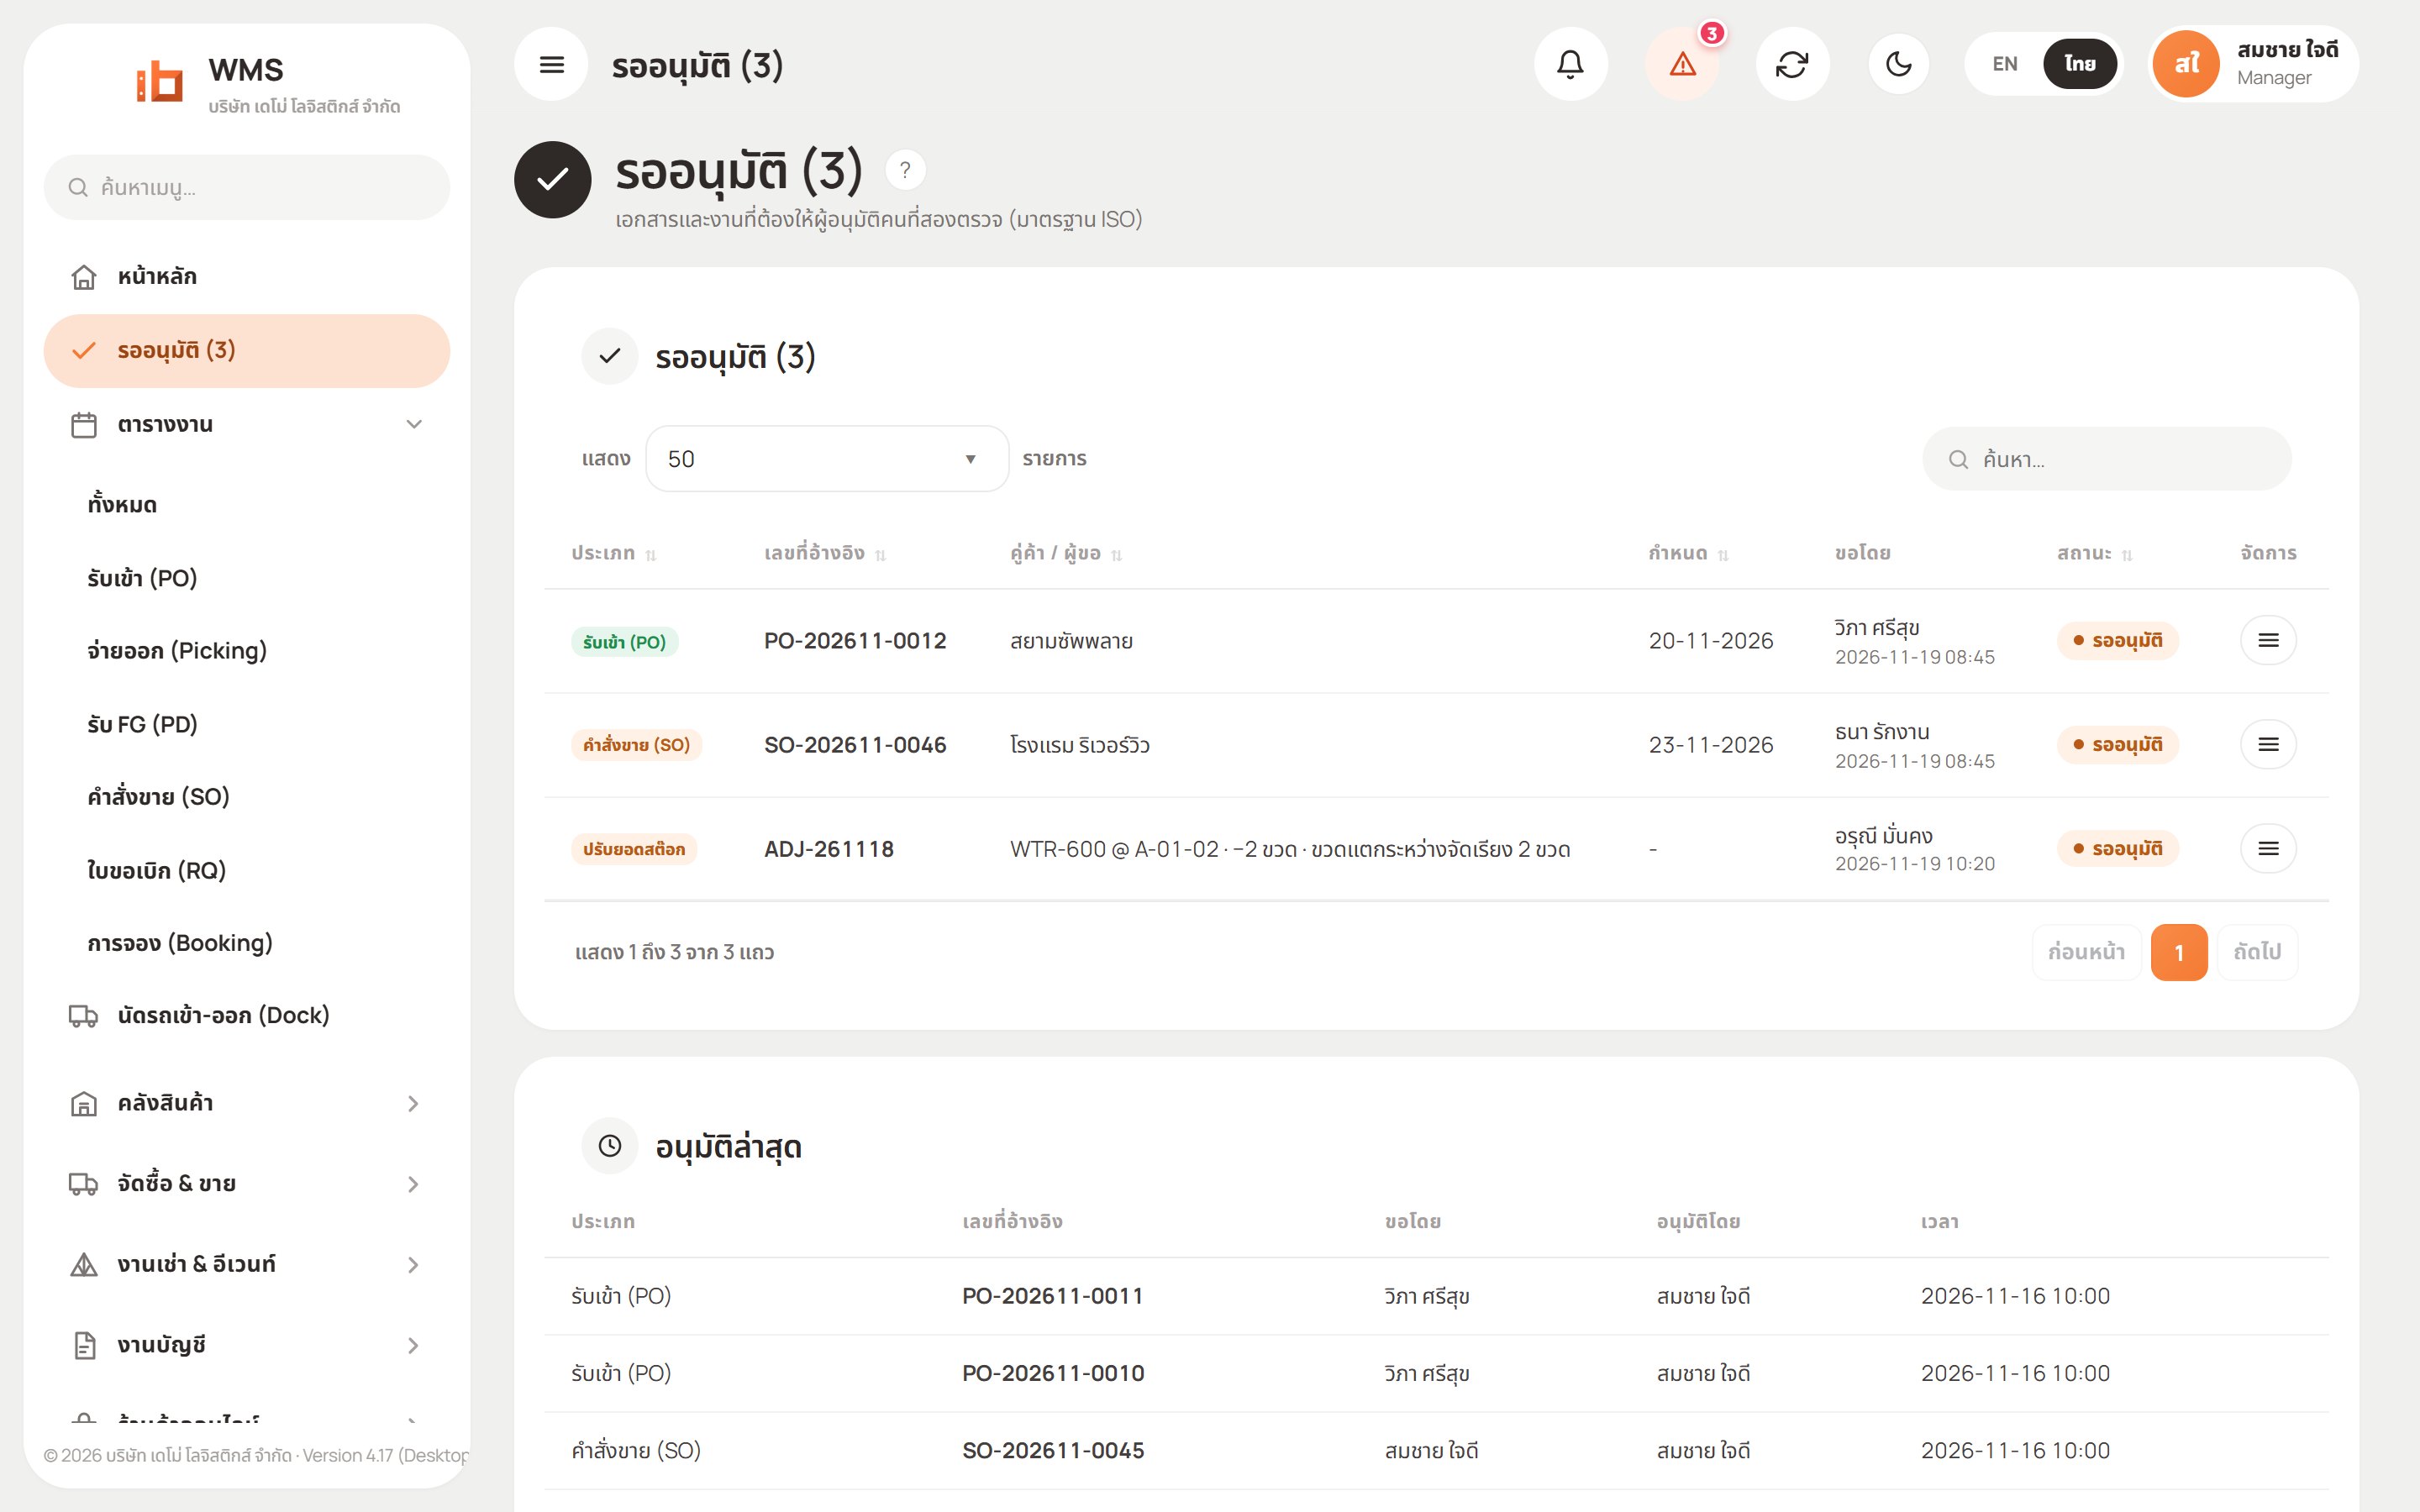 WMS
บริษัท เดโม่ โลจิสติกส์ จำกัด
ค้นหาเมนู...
หน้าหลัก
รออนุมัติ (3)
ตารางงาน
ทั้งหมด
รับเข้า (PO)
จ่ายออก (Picking)
รับ FG (PD)
คำสั่งขาย (SO)
ใบขอเบิก (RQ)
การจอง (Booking)
นัดรถเข้า-ออก (Dock)
คลังสินค้า
จัดซื้อ & ขาย
งานเช่า & อีเวนท์
งานบัญชี
© 2026 บริษัท เดโม่ โลจิสติกส์ จำกัด · Version 4.17 (Desktop
รออนุมัติ (3)
3
EN ไทย
สใ
สมชาย ใจดี
Manager
รออนุมัติ (3) ?
เอกสารและงานที่ต้องให้ผู้อนุมัติคนที่สองตรวจ (มาตรฐาน ISO)
รออนุมัติ (3)
แสดง 50 รายการ
ค้นหา...
ประเภท เลขที่อ้างอิง คู่ค้า / ผู้ขอ กำหนด ขอโดย สถานะ จัดการ
รับเข้า (PO) PO-202611-0012 สยามซัพพลาย 20-11-2026 วิภา ศรีสุข รออนุมัติ
2026-11-19 08:45
คำสั่งขาย (SO) SO-202611-0046 โรงแรม ริเวอร์วิว 23-11-2026 ธนา รักงาน รออนุมัติ
2026-11-19 08:45
ปรับยอดสต๊อก ADJ-261118 WTR-600 @ A-01-02 · −2 ขวด · ขวดแตกระหว่างจัดเรียง 2 ขวด - อรุณี มั่นคง รออนุมัติ
2026-11-19 10:20
แสดง 1 ถึง 3 จาก 3 แถว
ก่อนหน้า 1 ถัดไป
อนุมัติล่าสุด
ประเภท เลขที่อ้างอิง ขอโดย อนุมัติโดย เวลา
รับเข้า (PO) PO-202611-0011 วิภา ศรีสุข สมชาย ใจดี 2026-11-16 10:00
รับเข้า (PO) PO-202611-0010 วิภา ศรีสุข สมชาย ใจดี 2026-11-16 10:00
คำสั่งขาย (SO) SO-202611-0045 สมชาย ใจดี สมชาย ใจดี 2026-11-16 10:00